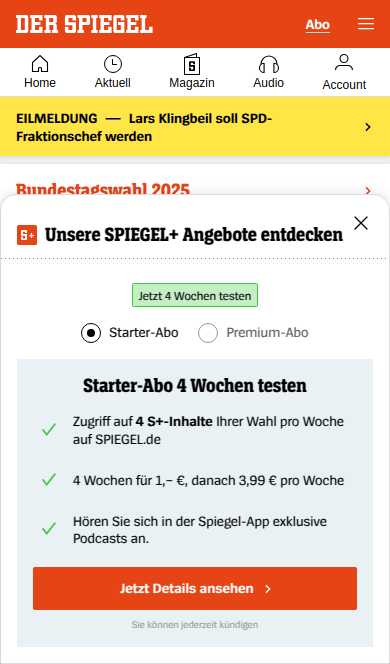 DER SPIEGEL
Abo
Home
Aktuell
Magazin
Audio
Account
EILMELDUNG — Lars Klingbeil soll SPD-
Fraktionschef werden
Bundestagswahl 2025
S+ Unsere SPIEGEL+ Angebote entdecken
Jetzt 4 Wochen testen
Starter-Abo
Premium-Abo
Starter-Abo 4 Wochen testen
Zugriff auf 4 S+-Inhalte Ihrer Wahl pro Woche
auf SPIEGEL.de
4 Wochen für 1,– €, danach 3,99 € pro Woche
Hören Sie sich in der Spiegel-App exklusive
Podcasts an.
Jetzt Details ansehen
Sie können jederzeit kündigen